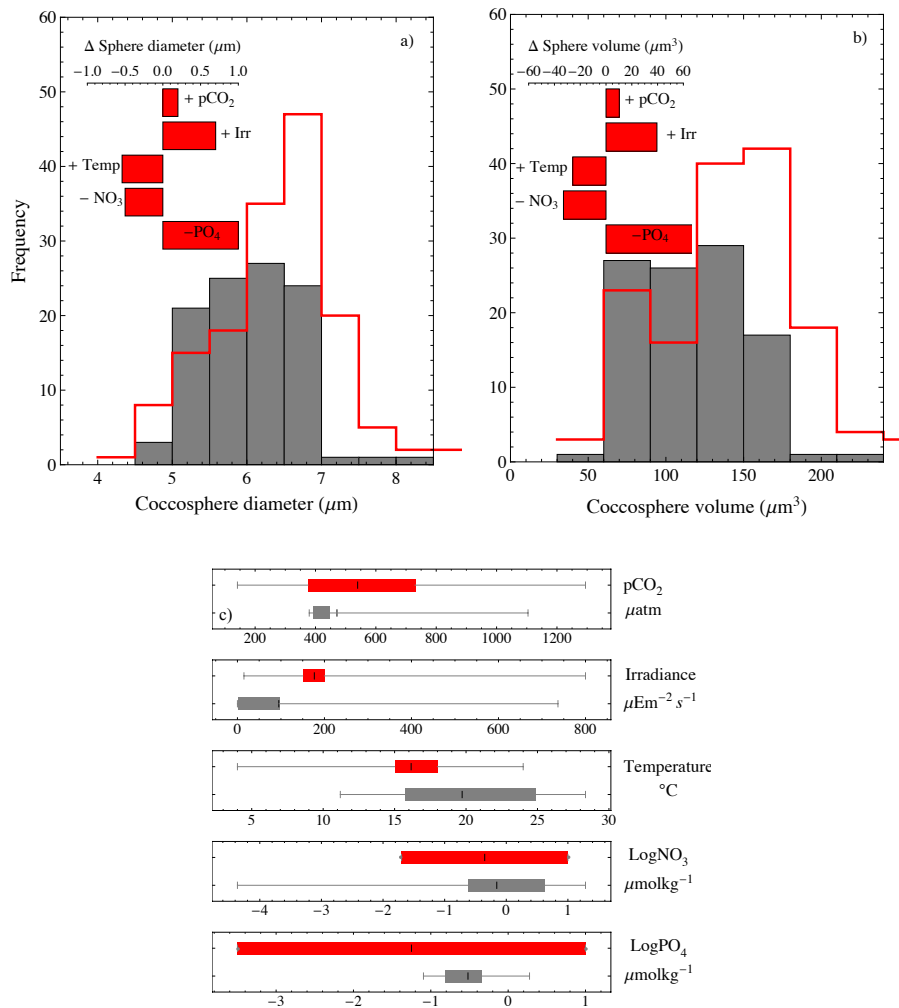 Δ Sphere diameter (μm)
−1.0 −0.5 0.0 0.5 1.0
a)
+ pCO₂
+ Irr
+ Temp
− NO₃
−PO₄
Frequency
0 10 20 30 40 50 60
4 5 6 7 8
Coccosphere diameter (μm)
Δ Sphere volume (μm³)
−60 −30 0 30 60
b)
+ pCO₂
+ Irr
+ Temp
− NO₃
−PO₄
0 10 20 30 40 50 60
0 50 100 150 200
Coccosphere volume (μm³)
c)
pCO₂
μatm
200 400 600 800 1000 1200
Irradiance
μEm⁻² s⁻¹
0 200 400 600 800
Temperature
°C
5 10 15 20 25 30
LogNO₃
μmolkg⁻¹
−4 −3 −2 −1 0 1
LogPO₄
μmolkg⁻¹
−3 −2 −1 0 1